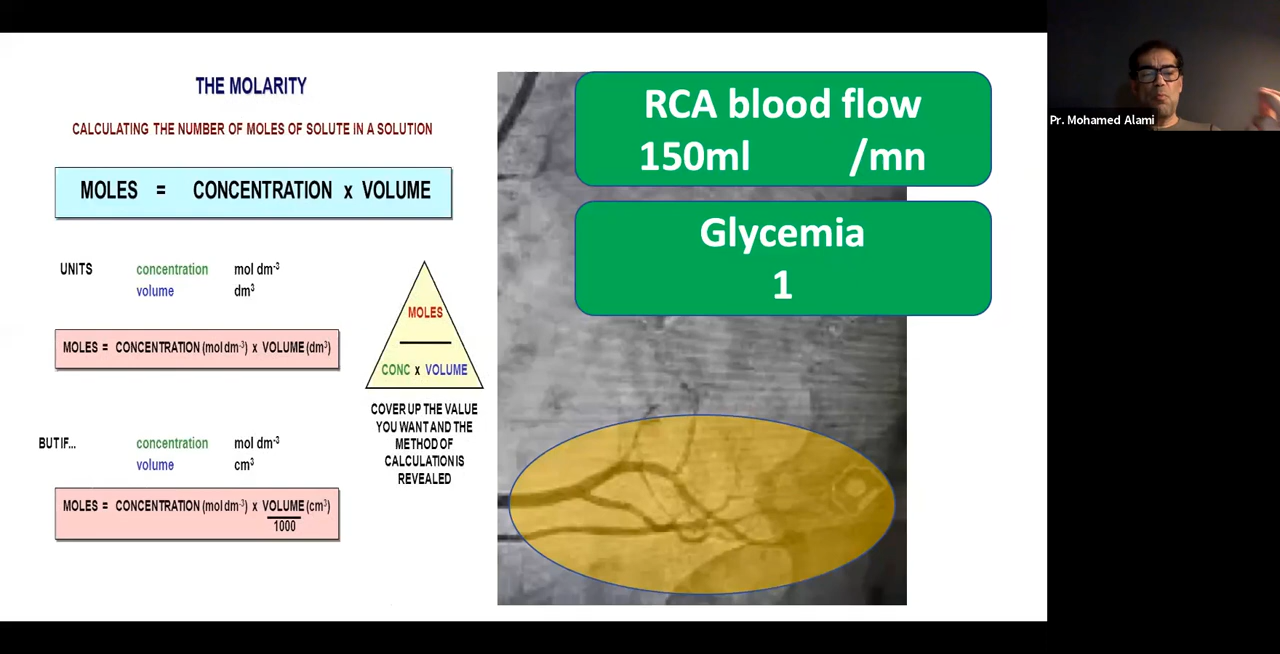 THE MOLARITY
CALCULATING THE NUMBER OF MOLES OF SOLUTE IN A SOLUTION
MOLES = CONCENTRATION x VOLUME
UNITS concentration mol dm⁻³
volume dm³
MOLES = CONCENTRATION (mol dm⁻³) x VOLUME (dm³)
MOLES
CONC x VOLUME
COVER UP THE VALUE
YOU WANT AND THE
METHOD OF
CALCULATION IS
REVEALED
BUT IF... concentration mol dm⁻³
volume cm³
MOLES = CONCENTRATION (mol dm⁻³) x VOLUME (cm³)
1000
RCA blood flow
150ml /mn
Glycemia
1
Pr. Mohamed Alami